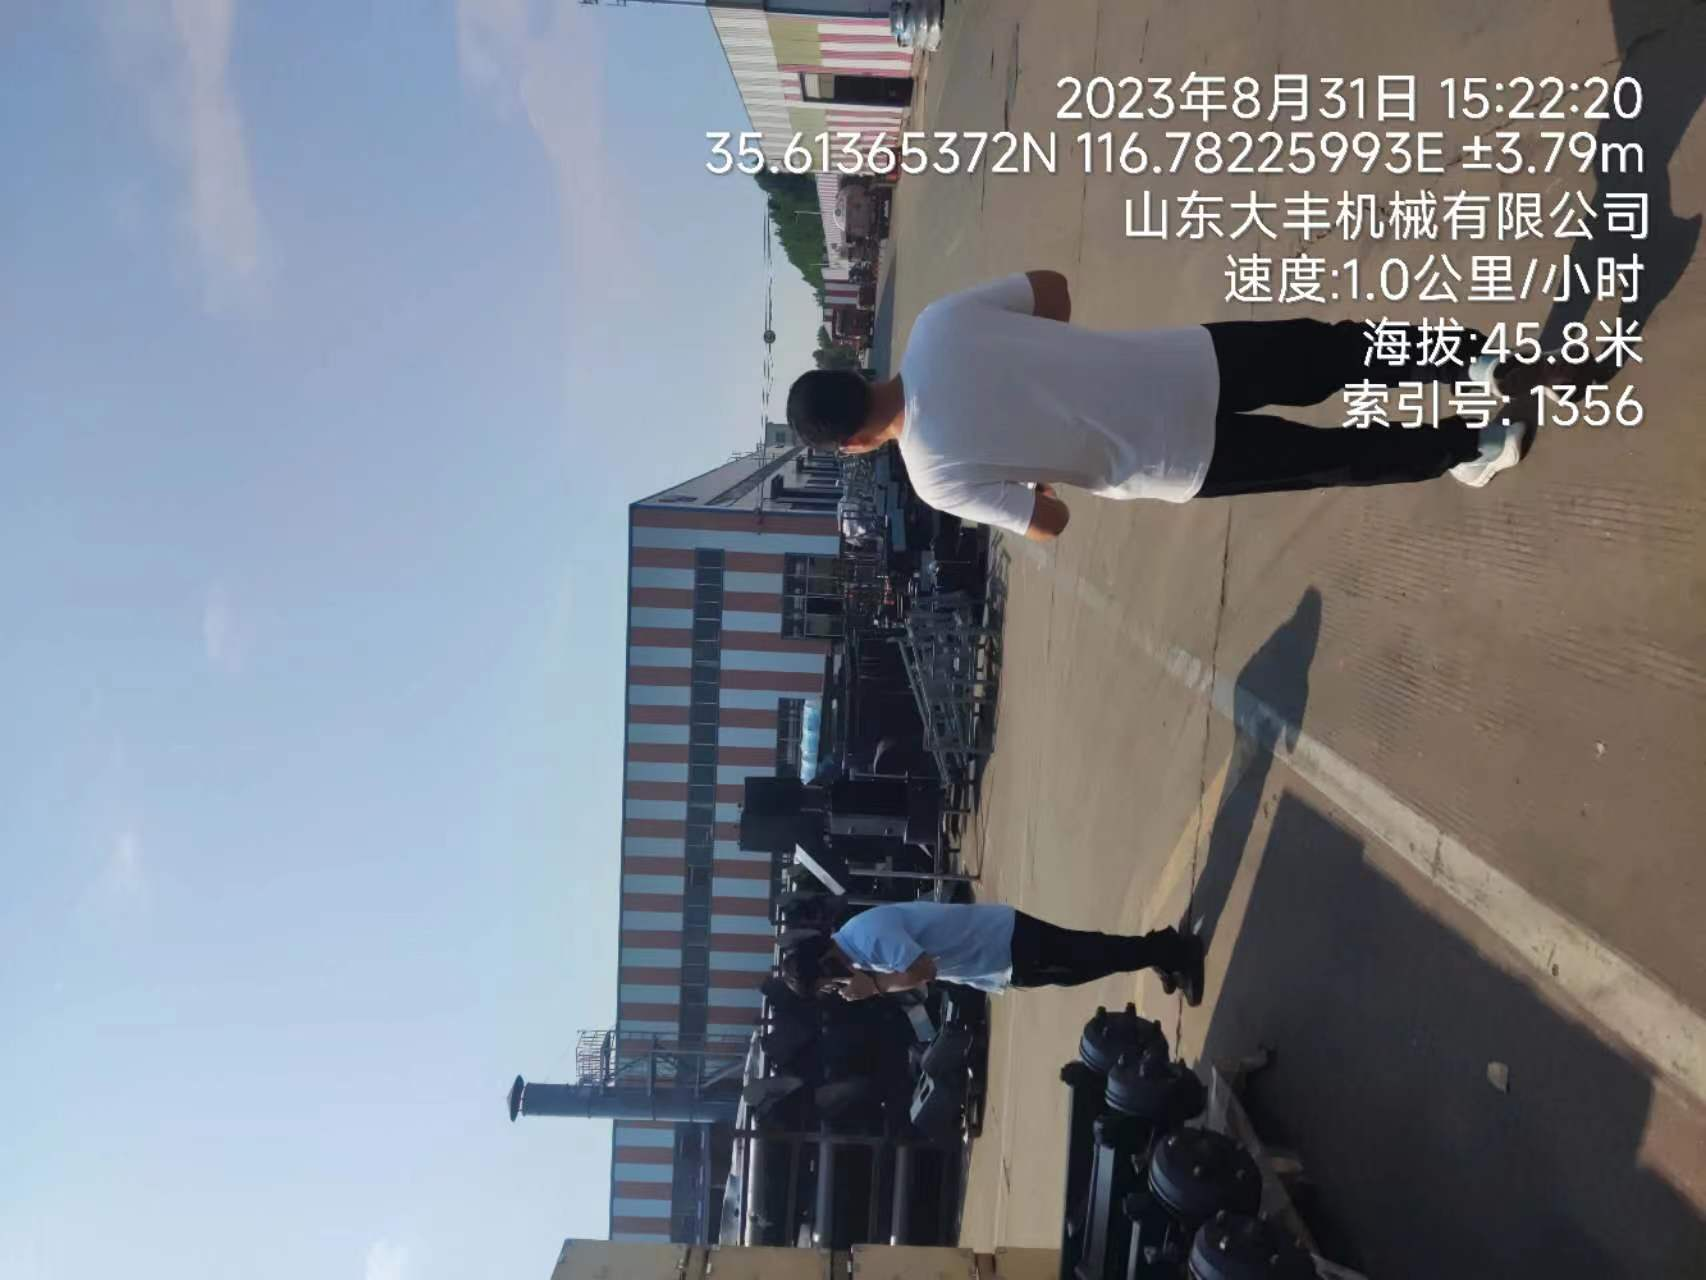 2023年8月31日 15:22:20
35.61365372N 116.78225993E ±3.79m
山东大丰机械有限公司
速度:1.0公里/小时
海拔:45.8米
索引号: 1356